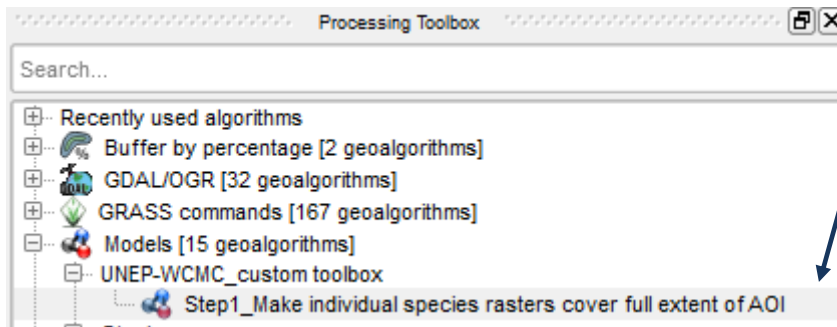 Processing Toolbox
Search...
Recently used algorithms
Buffer by percentage [2 geoalgorithms]
GDAL/OGR [32 geoalgorithms]
GRASS commands [167 geoalgorithms]
Models [15 geoalgorithms]
UNEP-WCMC_custom toolbox
Step1_Make individual species rasters cover full extent of AOI